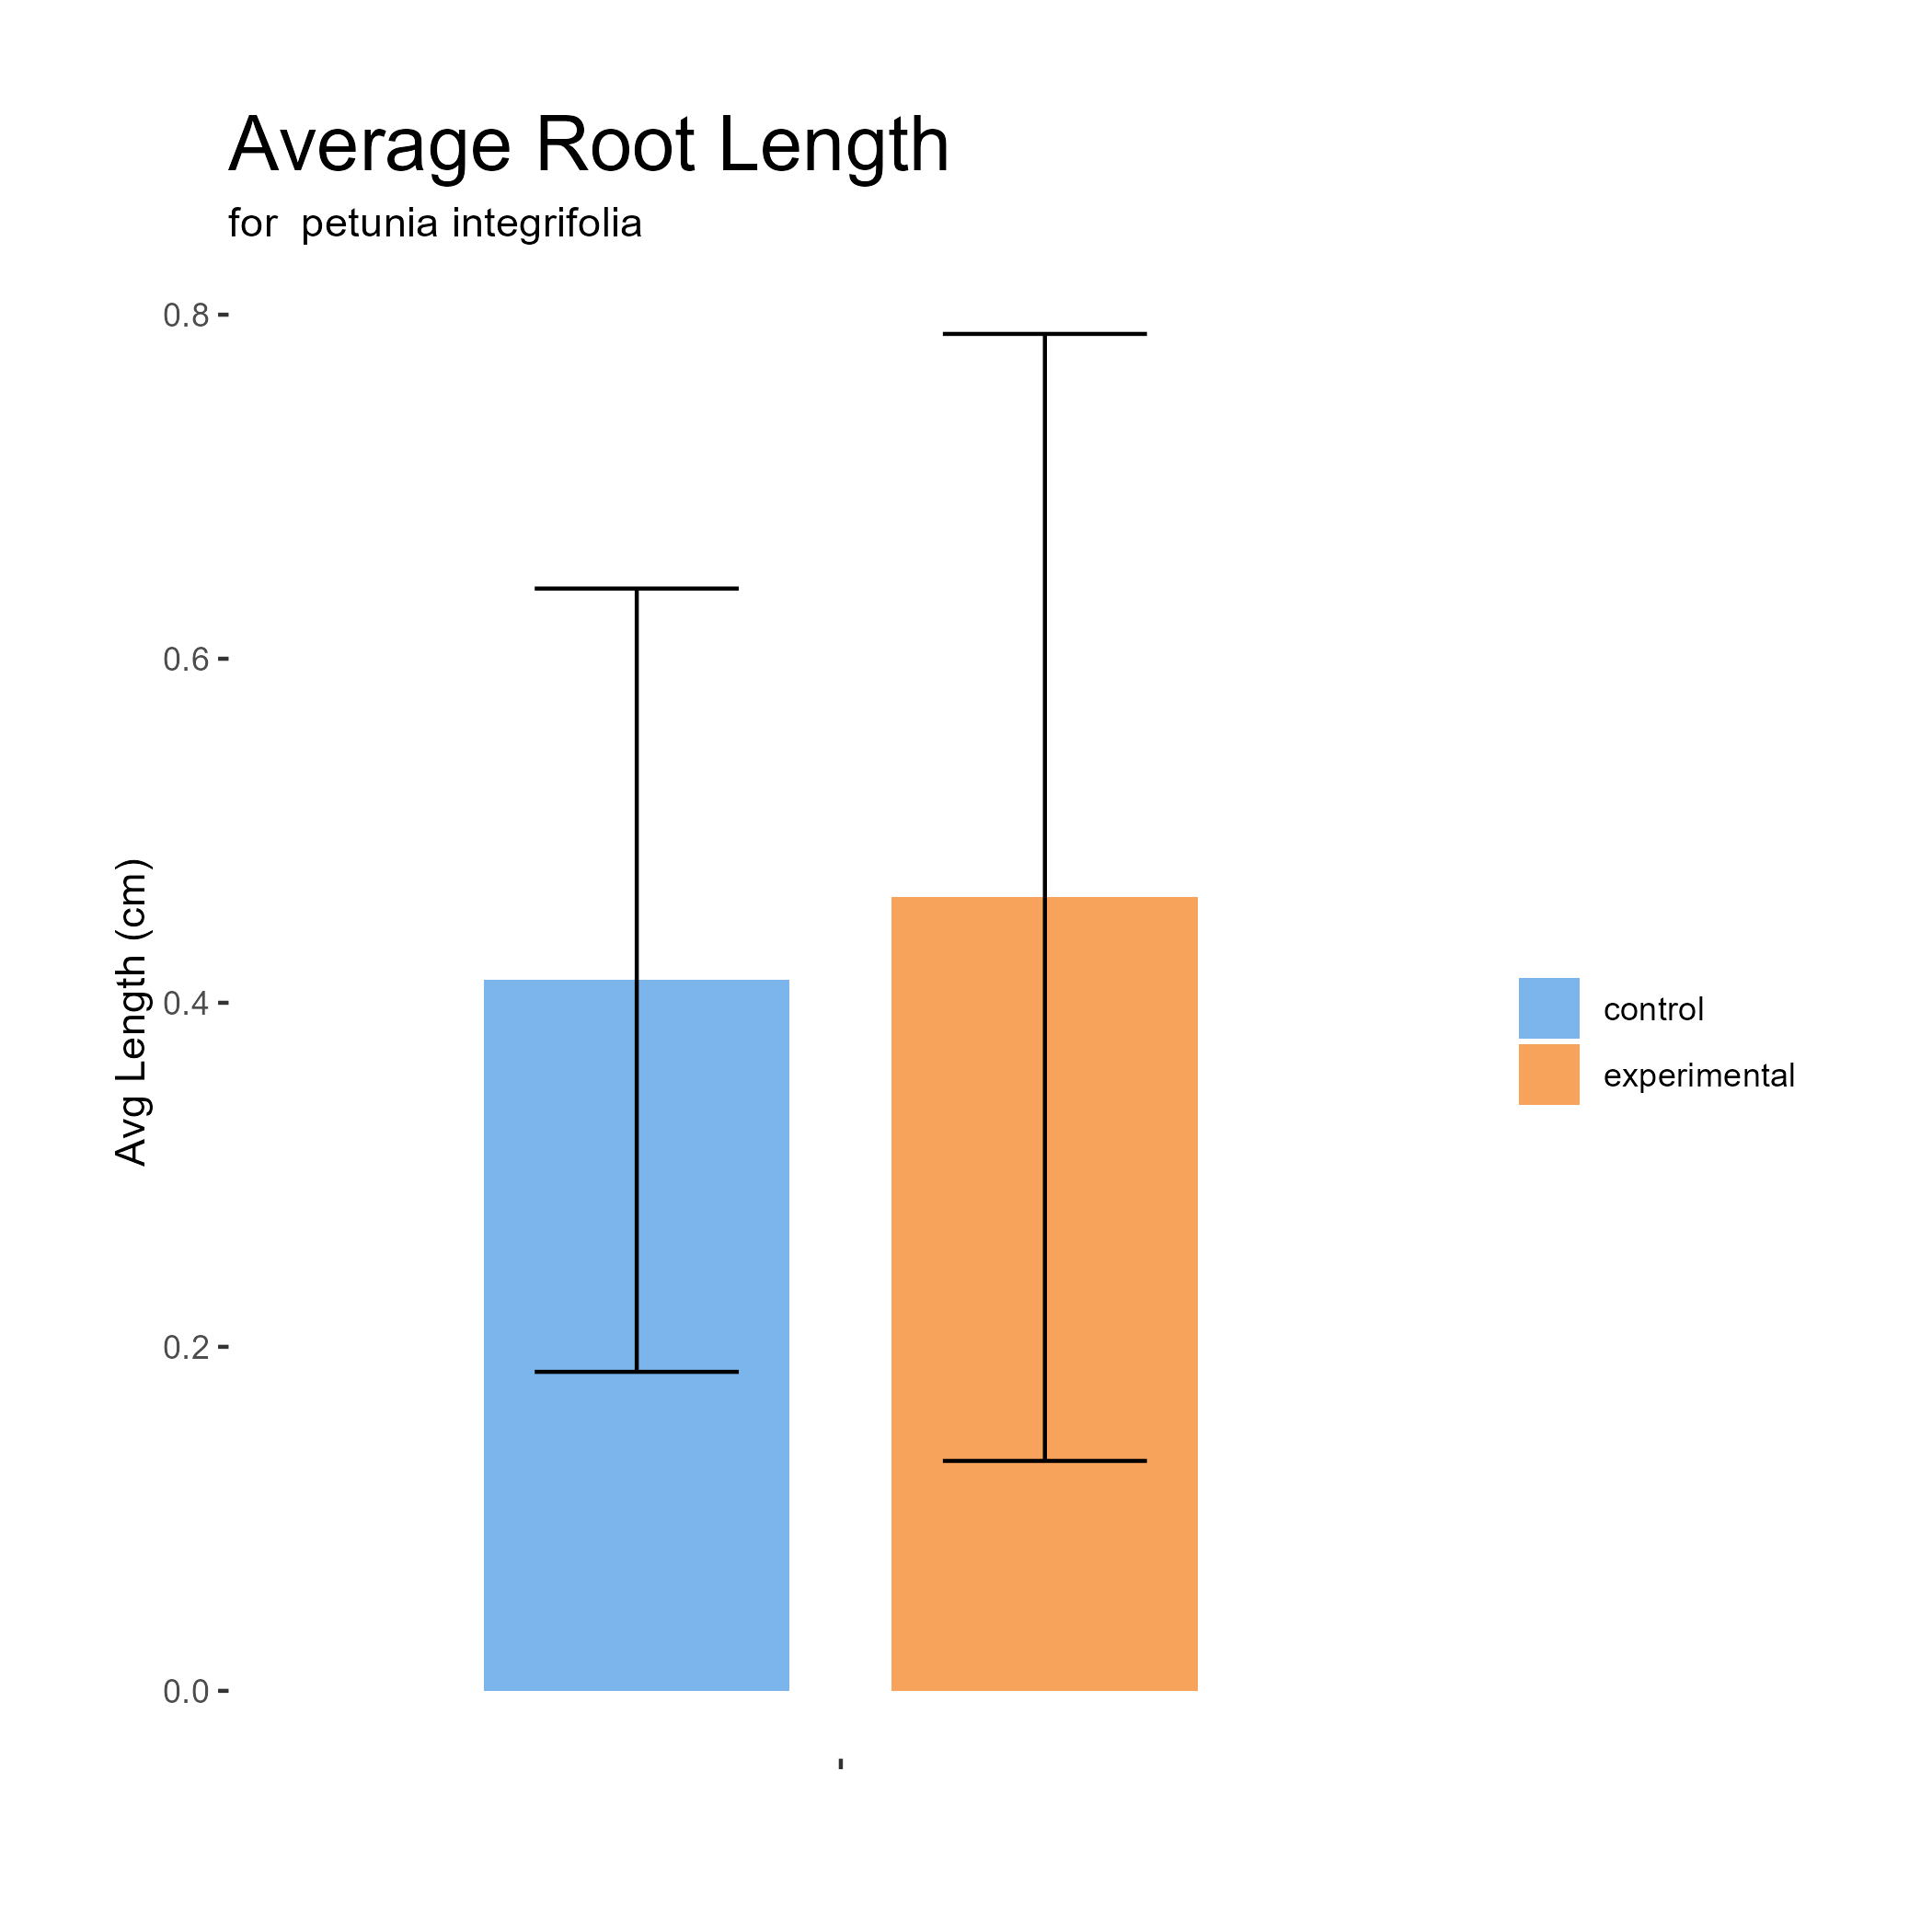 Average Root Length
for  petunia integrifolia
0.8
0.6
0.4
0.2
0.0
Avg Length (cm)
control
experimental